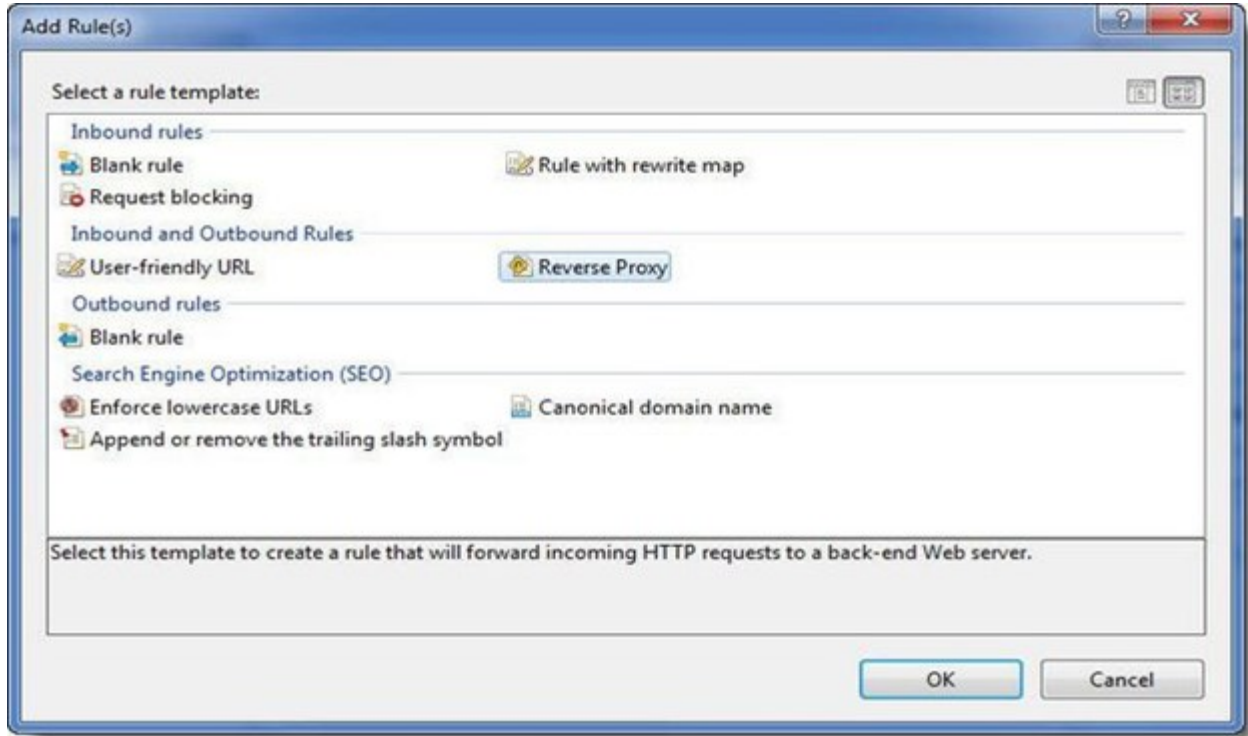 Add Rule(s)
Select a rule template:
Inbound rules
Blank rule
Rule with rewrite map
Request blocking
Inbound and Outbound Rules
User-friendly URL
Reverse Proxy
Outbound rules
Blank rule
Search Engine Optimization (SEO)
Enforce lowercase URLs
Canonical domain name
Append or remove the trailing slash symbol
Select this template to create a rule that will forward incoming HTTP requests to a back-end Web server.
OK
Cancel